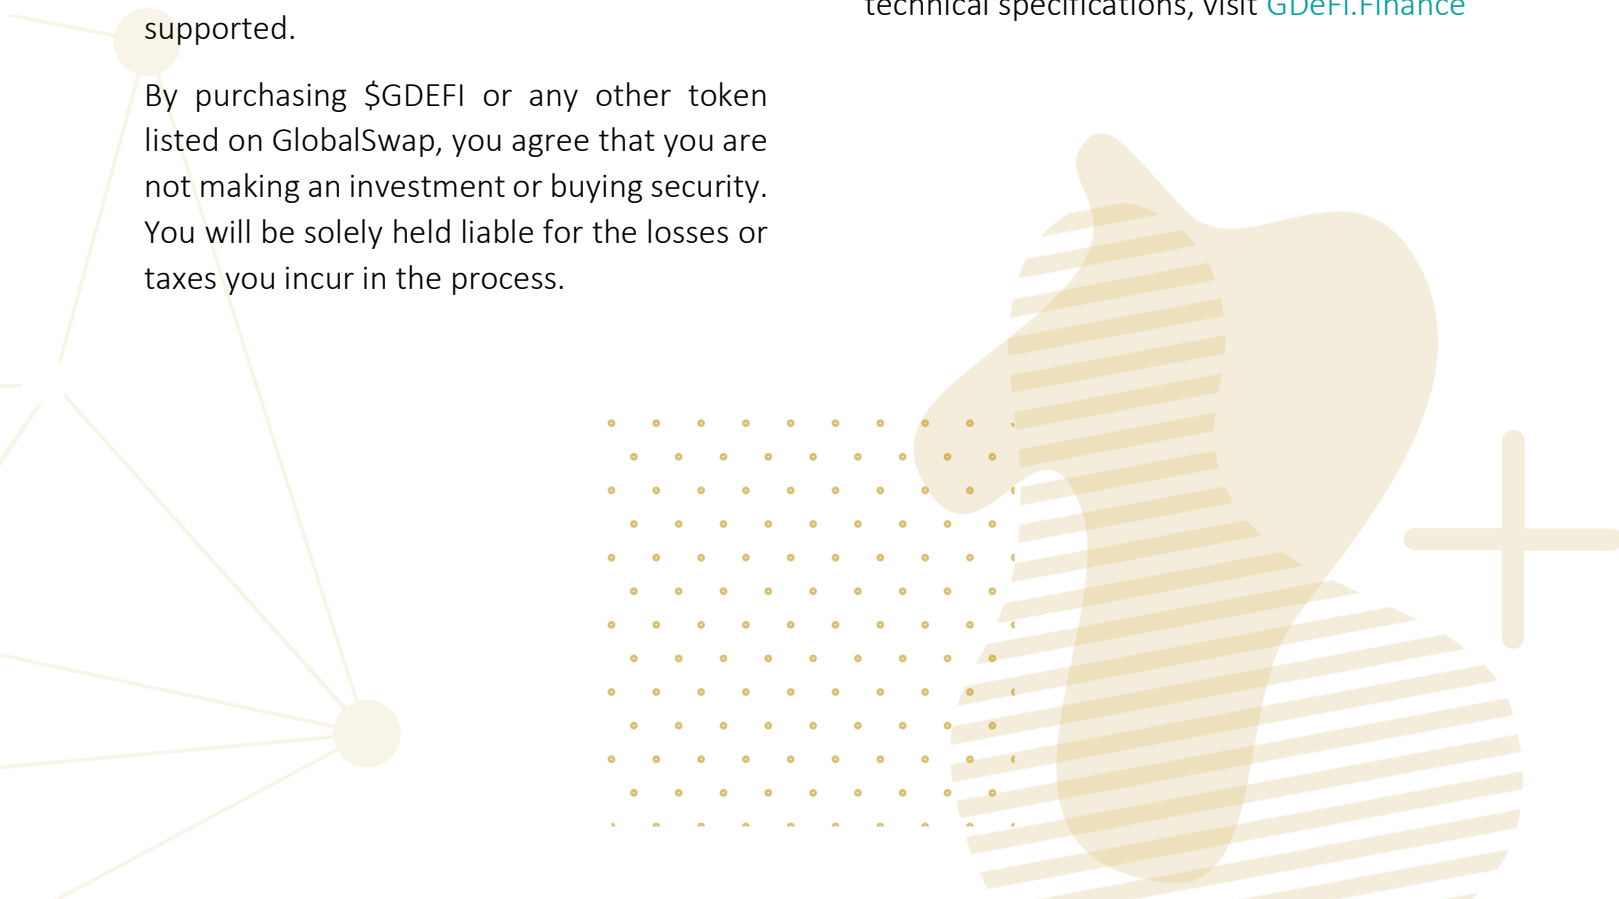 supported.
By purchasing $GDEFI or any other token
listed on GlobalSwap, you agree that you are
not making an investment or buying security.
You will be solely held liable for the losses or
taxes you incur in the process.
technical specifications, visit GDeFi.Finance